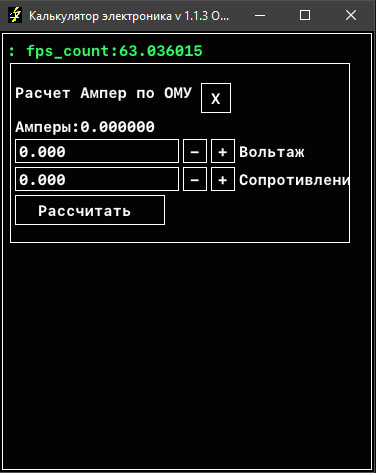 Калькулятор электроника v 1.1.3 O...
: fps_count:63.036015
Расчет Ампер по ОМУ X
Амперы:0.000000
0.000 - + Вольтаж
0.000 - + Сопротивлени
Рассчитать